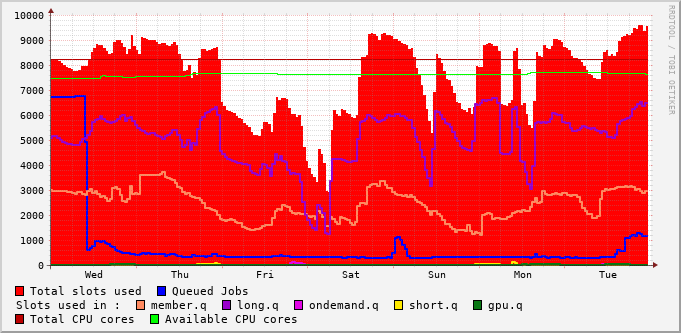 10000
9000
8000
7000
6000
5000
4000
3000
2000
1000
0
Wed Thu Fri Sat Sun Mon Tue
RRDTOOL / TOBI OETIKER
Total slots used Queued Jobs
Slots used in : member.q long.q ondemand.q short.q gpu.q
Total CPU cores Available CPU cores